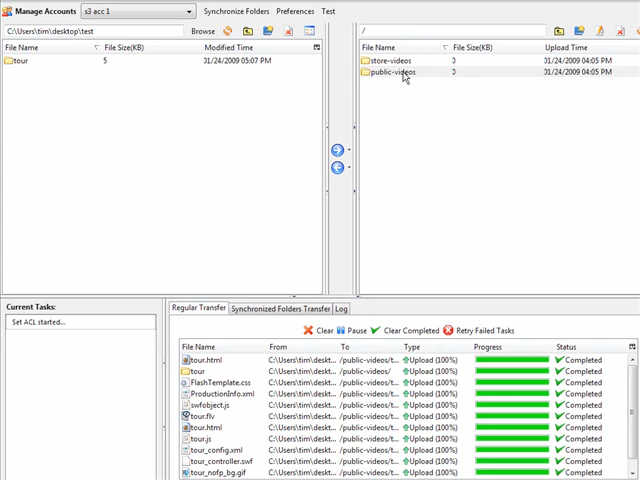 Manage Accounts s3 acc 1 Synchronize Folders Preferences Test
C:\Users\tim\desktop\test Browse /
File Name File Size(KB) Modified Time File Name File Size(KB) Upload Time
tour 5 01/24/2009 05:07 PM store-videos 0 01/24/2009 04:05 PM
public-videos 0 01/24/2009 04:05 PM
Current Tasks: Regular Transfer Synchronized Folders Transfer Log
Set ACL started...
Clear Pause Clear Completed Retry Failed Tasks
File Name From To Type Progress Status
tour.html C:\Users\tim\deskt... /public-videos/t... Upload (100%) Completed
tour C:\Users\tim\deskt... /public-videos/ Upload (100%) Completed
FlashTemplate.css C:\Users\tim\deskt... /public-videos/t... Upload (100%) Completed
ProductionInfo.xml C:\Users\tim\deskt... /public-videos/t... Upload (100%) Completed
swfobject.js C:\Users\tim\deskt... /public-videos/t... Upload (100%) Completed
tour.flv C:\Users\tim\deskt... /public-videos/t... Upload (100%) Completed
tour.html C:\Users\tim\deskt... /public-videos/t... Upload (100%) Completed
tour.js C:\Users\tim\deskt... /public-videos/t... Upload (100%) Completed
tour_config.xml C:\Users\tim\deskt... /public-videos/t... Upload (100%) Completed
tour_controller.swf C:\Users\tim\deskt... /public-videos/t... Upload (100%) Completed
tour_nofp_bg.gif C:\Users\tim\deskt... /public-videos/t... Upload (100%) Completed